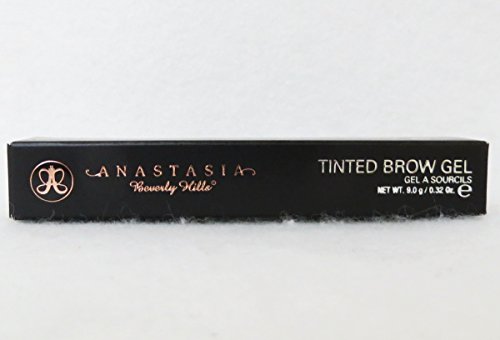 ANASTASIA
Beverly Hills®
TINTED BROW GEL
GEL A SOURCILS
NET WT. 9.0 g / 0.32 Oz. e